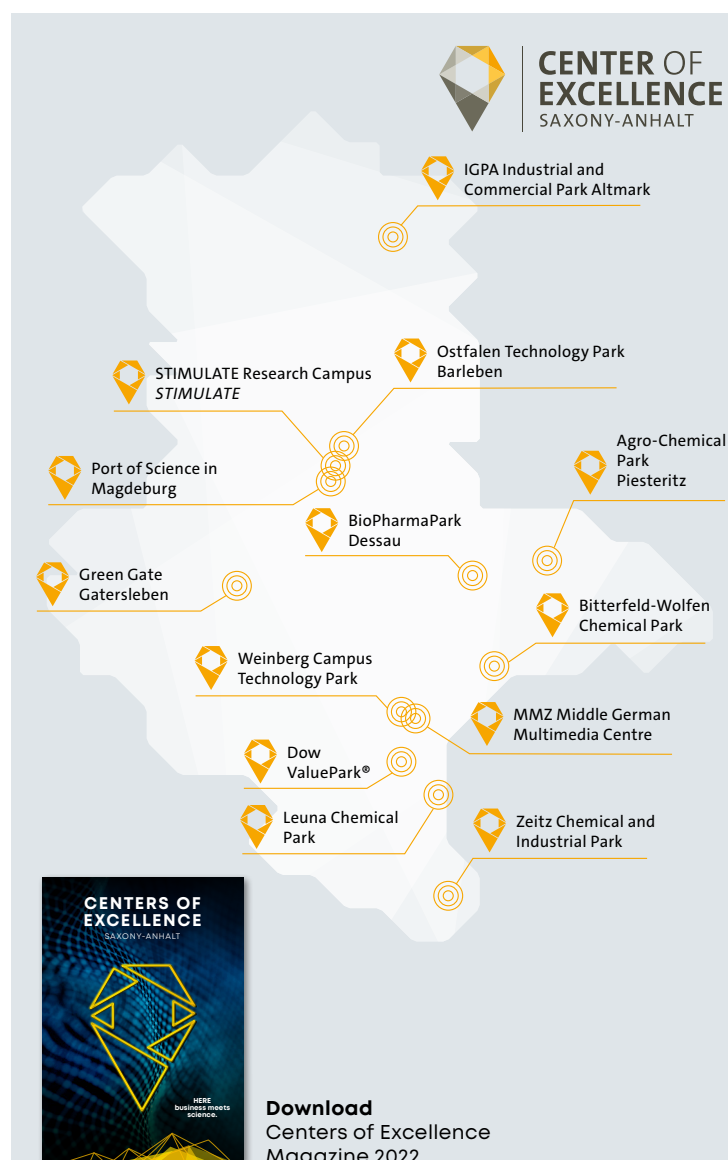 CENTER OF
EXCELLENCE
SAXONY-ANHALT
IGPA Industrial and
Commercial Park Altmark
Ostfalen Technology Park
Barleben
STIMULATE Research Campus
STIMULATE
Agro-Chemical
Park
Piesteritz
Port of Science in
Magdeburg
BioPharmaPark
Dessau
Green Gate
Gatersleben
Bitterfeld-Wolfen
Chemical Park
Weinberg Campus
Technology Park
MMZ Middle German
Multimedia Centre
Dow
ValuePark®
Leuna Chemical
Park
Zeitz Chemical and
Industrial Park
CENTERS OF
EXCELLENCE
SAXONY-ANHALT
HERE
business meets
science.
Download
Centers of Excellence
Magazine 2022